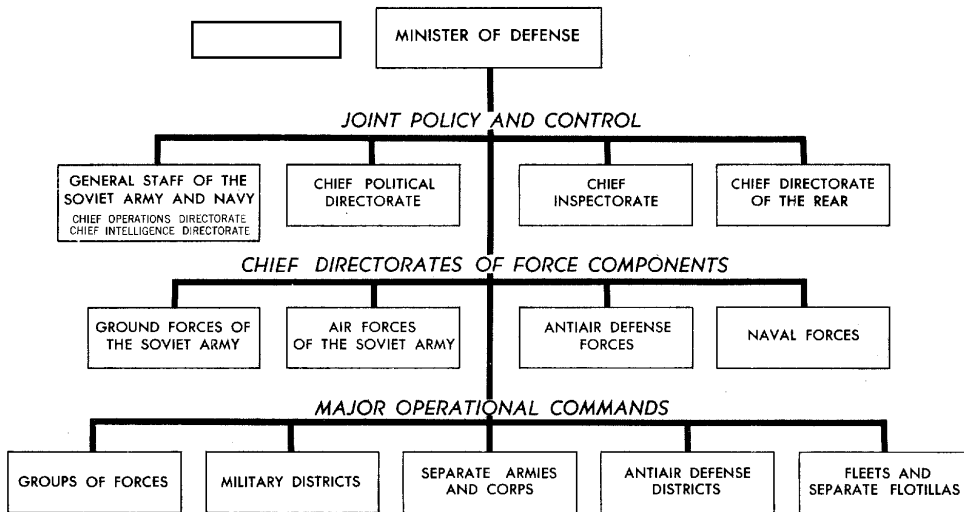 MINISTER OF DEFENSE
JOINT POLICY AND CONTROL
GENERAL STAFF OF THE
SOVIET ARMY AND NAVY
CHIEF OPERATIONS DIRECTORATE
CHIEF INTELLIGENCE DIRECTORATE
CHIEF POLITICAL
DIRECTORATE
CHIEF
INSPECTORATE
CHIEF DIRECTORATE
OF THE REAR
CHIEF DIRECTORATES OF FORCE COMPONENTS
GROUND FORCES OF
THE SOVIET ARMY
AIR FORCES
OF THE SOVIET ARMY
ANTIAIR DEFENSE
FORCES
NAVAL FORCES
MAJOR OPERATIONAL COMMANDS
GROUPS OF FORCES
MILITARY DISTRICTS
SEPARATE ARMIES
AND CORPS
ANTIAIR DEFENSE
DISTRICTS
FLEETS AND
SEPARATE FLOTILLAS